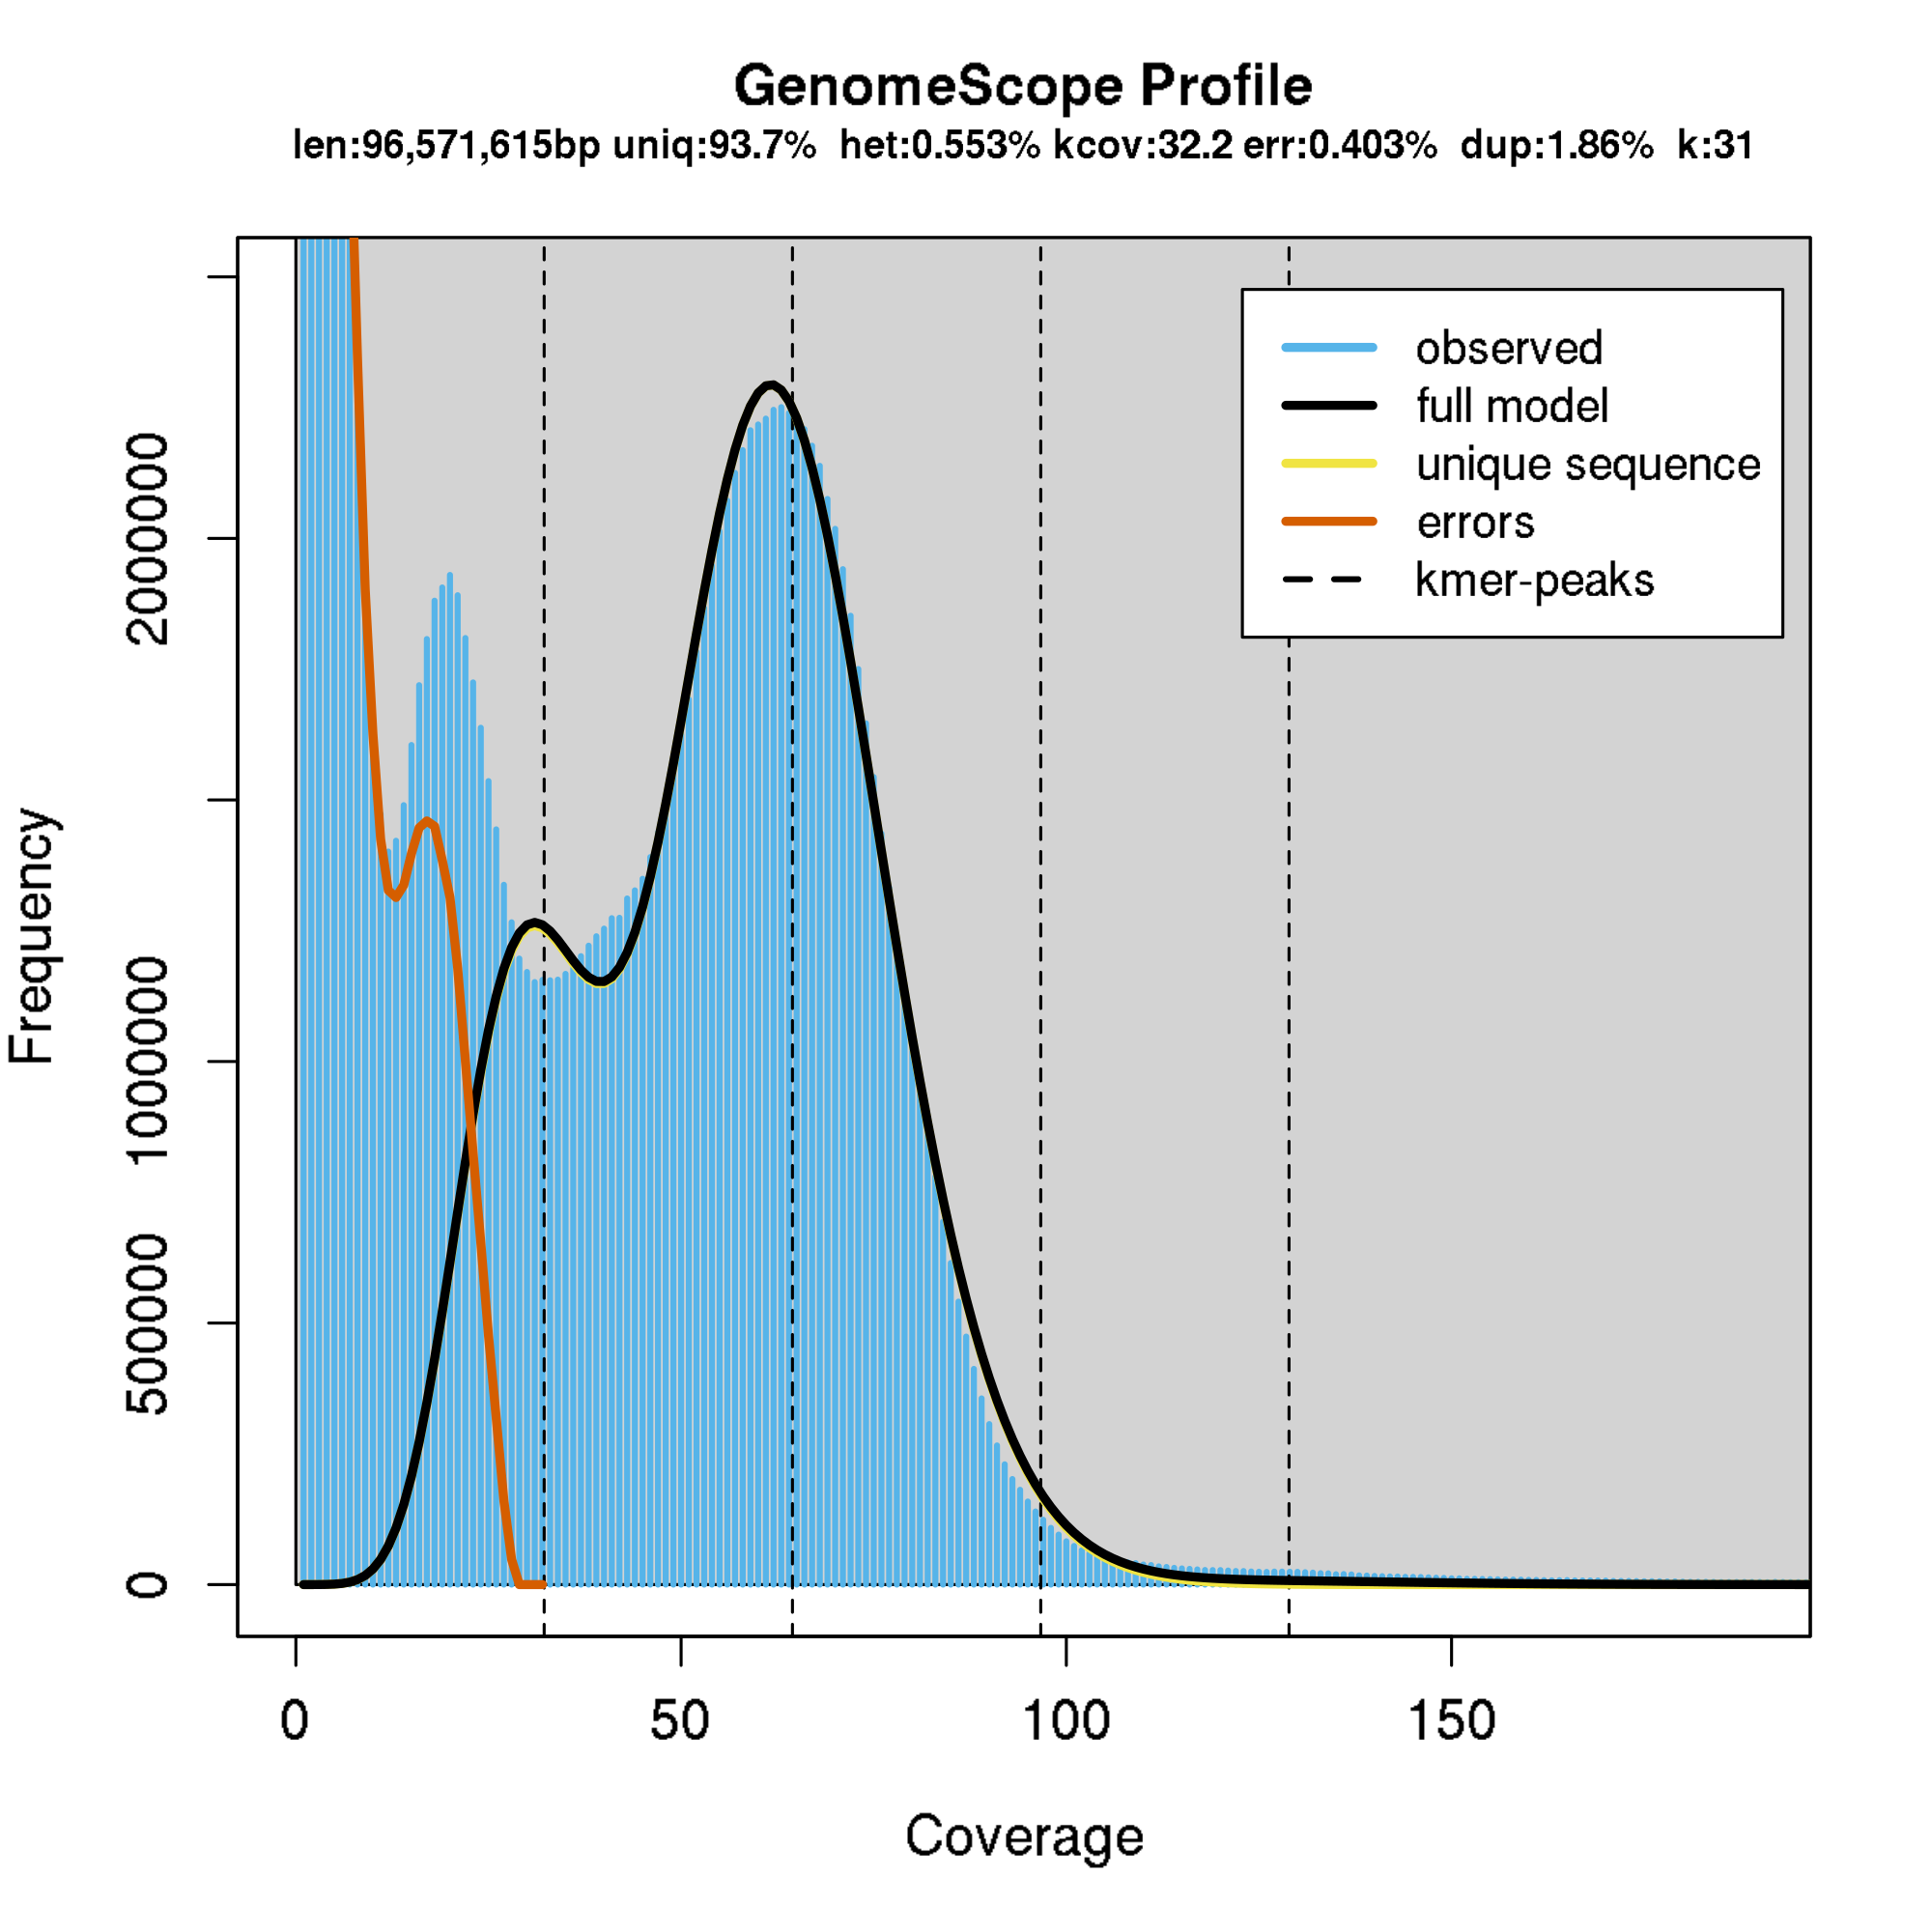 GenomeScope Profile
len:96,571,615bp uniq:93.7% het:0.553% kcov:32.2 err:0.403% dup:1.86% k:31
observed
full model
unique sequence
errors
kmer-peaks
Frequency
2000000
1000000
500000
0
0
50
100
150
Coverage